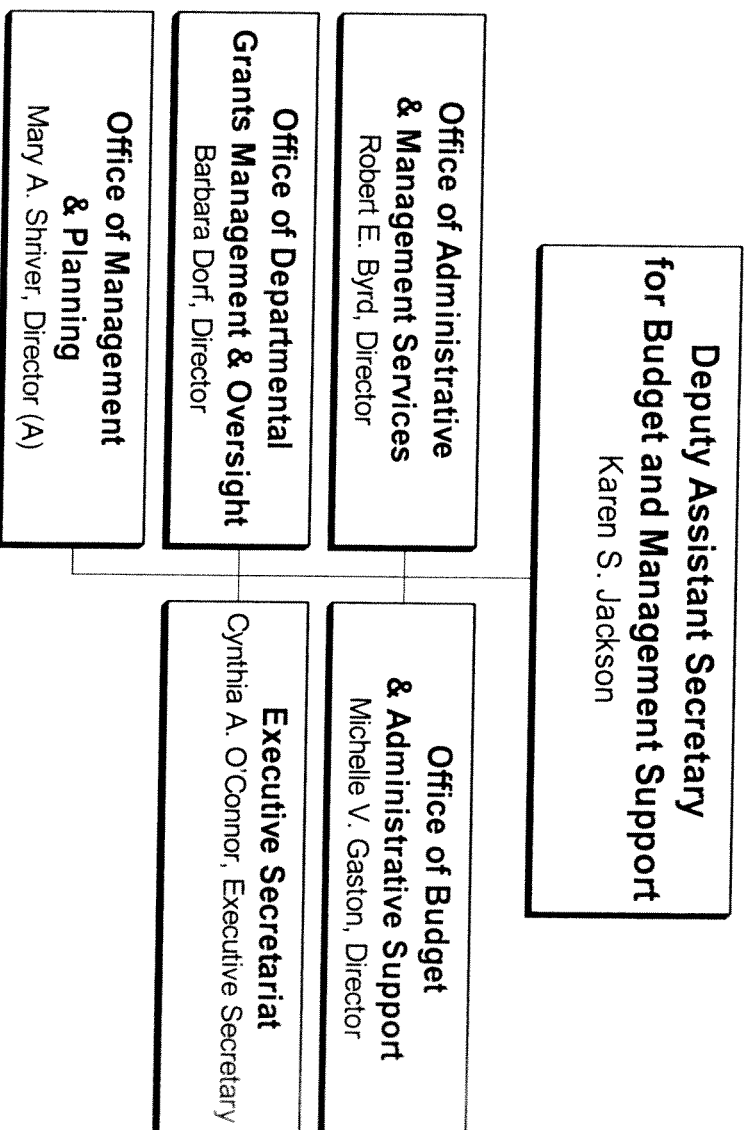 Deputy Assistant Secretary
for Budget and Management Support
Karen S. Jackson
Office of Administrative
& Management Services
Robert E. Byrd, Director
Office of Budget
& Administrative Support
Michelle V. Gaston, Director
Office of Departmental
Grants Management & Oversight
Barbara Dorf, Director
Executive Secretariat
Cynthia A. O'Connor, Executive Secretary
Office of Management
& Planning
Mary A. Shriver, Director (A)